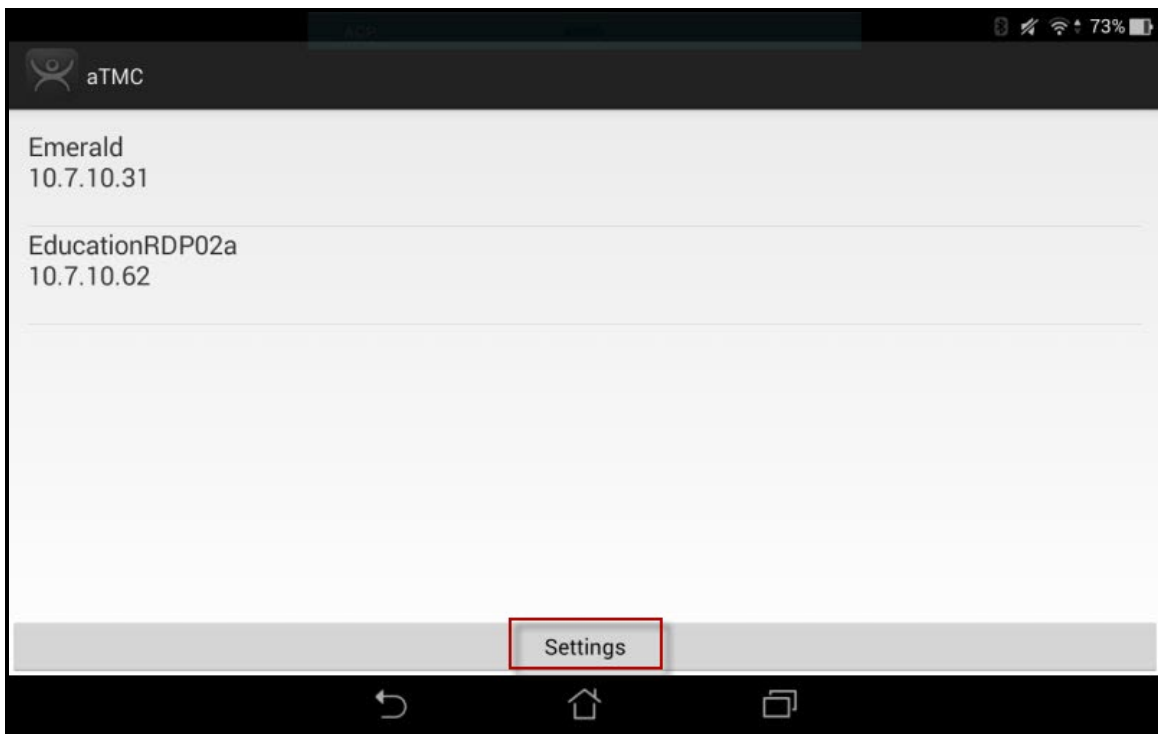 73%
aTMC
Emerald
10.7.10.31
EducationRDP02a
10.7.10.62
Settings